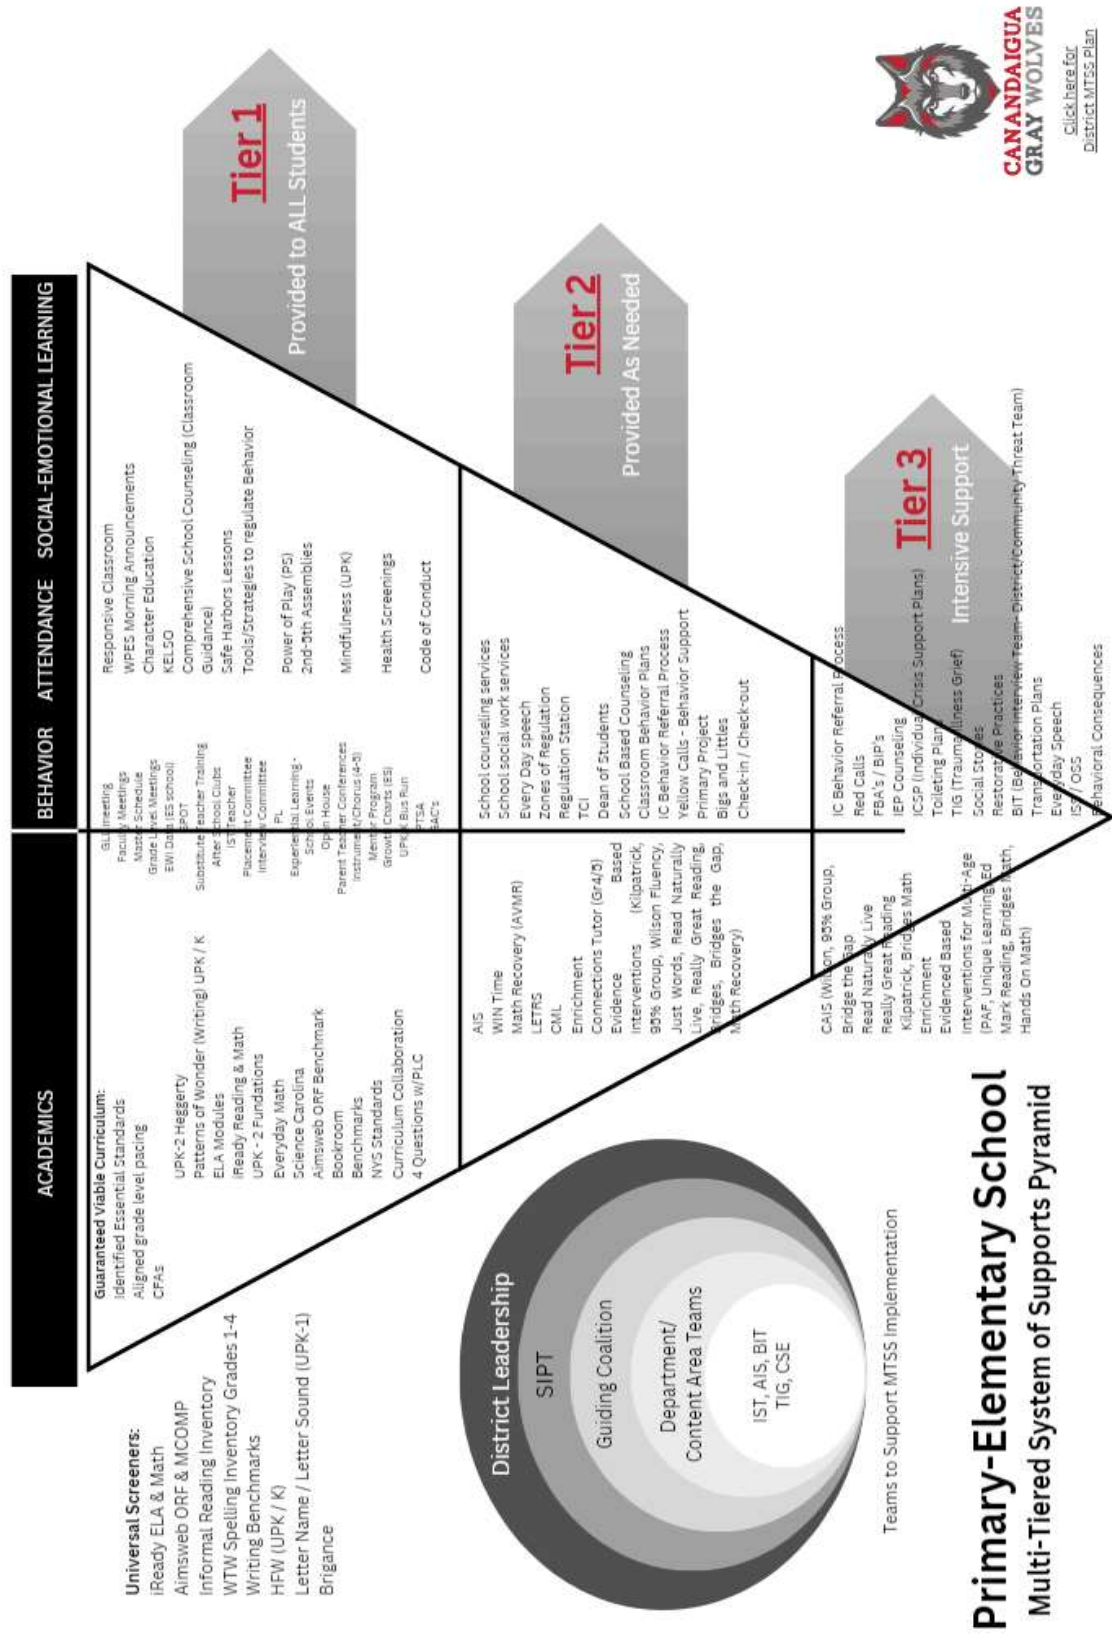 ACADEMICS
BEHAVIOR ATTENDANCE SOCIAL-EMOTIONAL LEARNING
Universal Screeners:
iReady ELA & Math
Aimsweb ORF & MCOMP
Informal Reading Inventory
WTW Spelling Inventory Grades 1-4
Writing Benchmarks
HFW (UPK / K)
Letter Name / Letter Sound (UPK-1)
Brigance
Guaranteed Viable Curriculum:
Identified Essential Standards
Aligned grade level pacing
CFAs
UPK-2 Heggerty
Patterns of Wonder (Writing) UPK / K
ELA Modules
iReady Reading & Math
UPK - 2 Fundations
Everyday Math
Science Carolina
Aimsweb ORF Benchmark
Bookroom
Benchmarks
NYS Standards
Curriculum Collaboration
4 Questions w/PLC
GLL meeting
Faculty Meetings
Master Schedule
Grade Level Meetings
EWI Data (ES school)
SPOT
Substitute Teacher Training
After School Clubs
IST Teacher
Placement Committee
Interview Committee
PL
Experiential Learning -
School Events
Open House
Parent Teacher Conferences
Instrument/Chorus (4-5)
Mentor Program
Growth Charts (ES)
UPK Bus Run
PTSA
Responsive Classroom
WPES Morning Announcements
Character Education
KELSO
Comprehensive School Counseling (Classroom
Guidance)
Safe Harbors Lessons
Tools/Strategies to regulate Behavior
Power of Play (PS)
2nd-5th Assemblies
Mindfulness (UPK)
Health Screenings
Code of Conduct
Tier 1
Provided to ALL Students
AIS
WIN Time
Math Recovery (AVMR)
LETRS
CML
Enrichment
Connections Tutor (Gr4/5)
Evidence Based
Interventions (Kilpatrick,
95% Group, Wilson Fluency,
Just Words, Read Naturally
Live, Really Great Reading,
Bridges, Bridges the Gap,
Math Recovery)
School counseling services
School social work services
Every Day speech
Zones of Regulation
Regulation Station
TCI
Dean of Students
School Based Counseling
Classroom Behavior Plans
IC Behavior Referral Process
Yellow Calls - Behavior Support
Primary Project
Bigs and Littles
Check-in / Check-out
Tier 2
Provided As Needed
CAIS (Wilson, 95% Group,
Bridge the Gap
Read Naturally Live
Really Great Reading
Kilpatrick, Bridges Math
Enrichment
Evidenced Based
Interventions for Multi-Age
(PAF, Unique Learning, Ed
Mark Reading, Bridges Math,
Hands On Math)
IC Behavior Referral Process
Red Calls
FBA's / BIP's
IEP Counseling
ICSP (Individual Crisis Support Plans)
Toileting Plans
TIG (Trauma Illness Grief)
Social Stories
Restorative Practices
BIT (Behavior Interview Team- District/Community Threat Team)
Transportation Plans
Everyday Speech
ISS / OSS
Behavioral Consequences
Tier 3
Intensive Support
District Leadership
SIPT
Guiding Coalition
Department/
Content Area Teams
IST, AIS, BIT
TIG, CSE
Teams to Support MTSS Implementation
Primary-Elementary School
Multi-Tiered System of Supports Pyramid
CANANDAIGUA
GRAY WOLVES
Click here for
District MTSS Plan